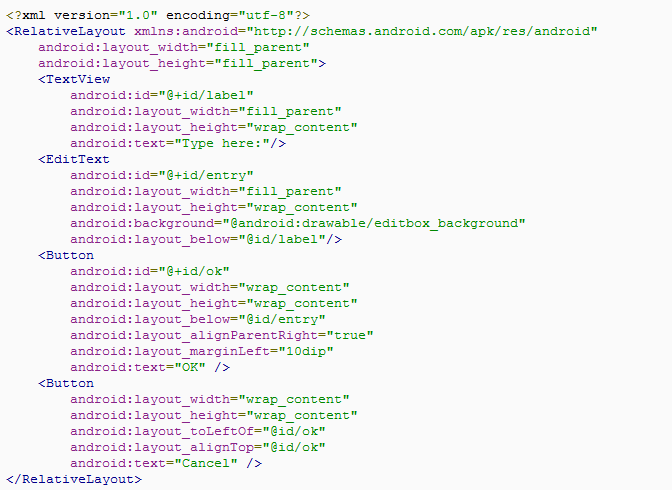 <?xml version="1.0" encoding="utf-8"?>
<RelativeLayout xmlns:android="http://schemas.android.com/apk/res/android"
    android:layout_width="fill_parent"
    android:layout_height="fill_parent">
    <TextView
        android:id="@+id/label"
        android:layout_width="fill_parent"
        android:layout_height="wrap_content"
        android:text="Type here:"/>
    <EditText
        android:id="@+id/entry"
        android:layout_width="fill_parent"
        android:layout_height="wrap_content"
        android:background="@android:drawable/editbox_background"
        android:layout_below="@id/label"/>
    <Button
        android:id="@+id/ok"
        android:layout_width="wrap_content"
        android:layout_height="wrap_content"
        android:layout_below="@id/entry"
        android:layout_alignParentRight="true"
        android:layout_marginLeft="10dip"
        android:text="OK" />
    <Button
        android:layout_width="wrap_content"
        android:layout_height="wrap_content"
        android:layout_toLeftOf="@id/ok"
        android:layout_alignTop="@id/ok"
        android:text="Cancel" />
</RelativeLayout>